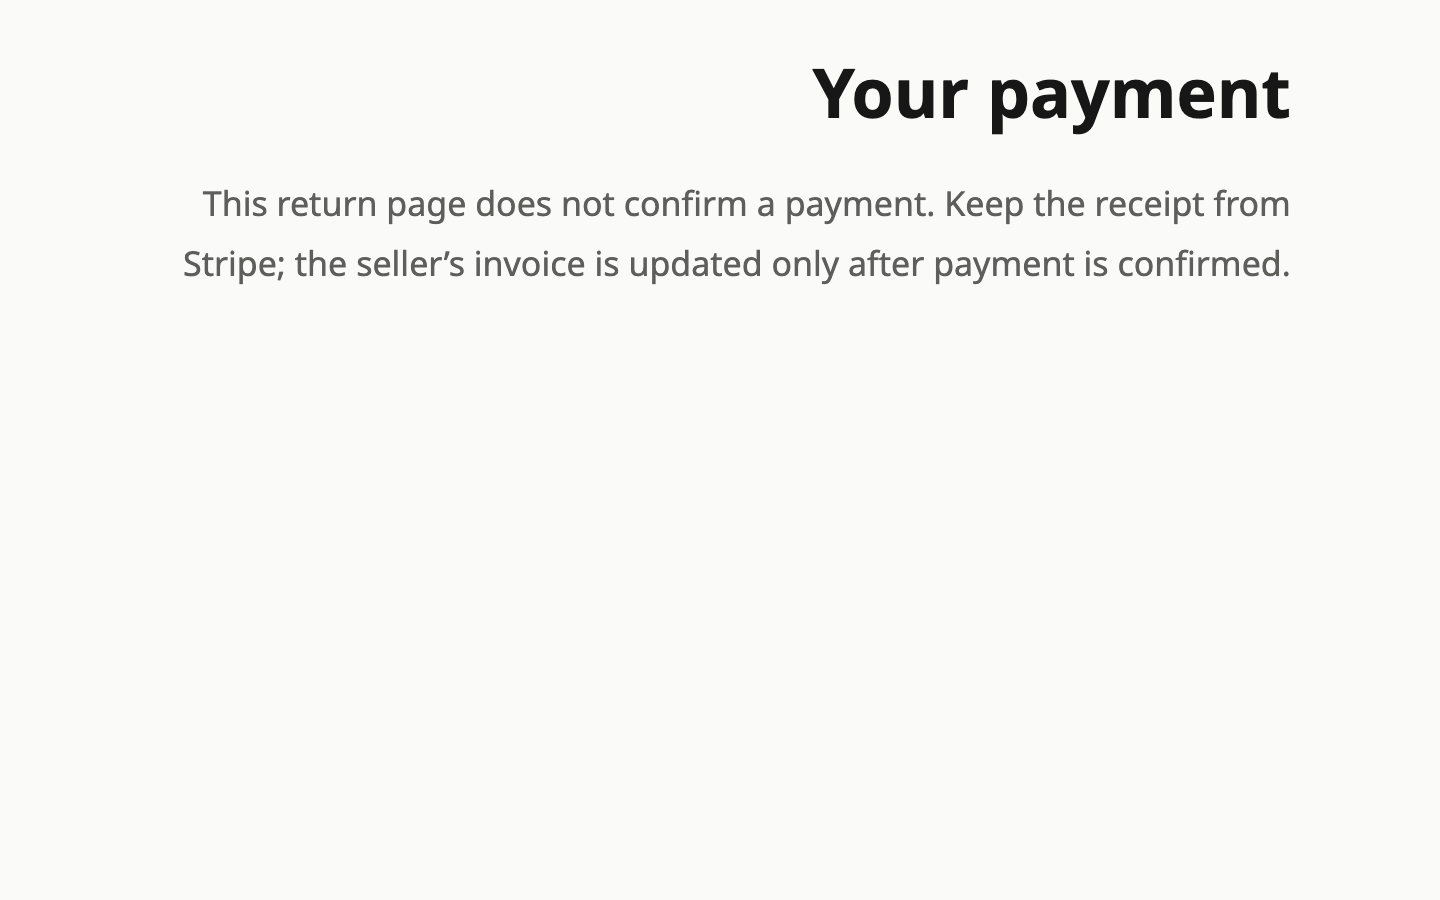 Your payment
This return page does not confirm a payment. Keep the receipt from
Stripe; the seller’s invoice is updated only after payment is confirmed.